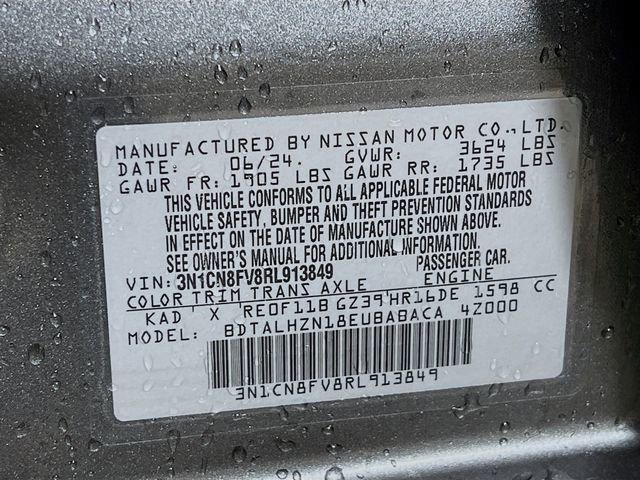 MANUFACTURED BY NISSAN MOTOR CO., LTD.
DATE: 06/24. GVWR: 3624 LBS
GAWR FR: 1905 LBS GAWR RR: 1735 LBS
THIS VEHICLE CONFORMS TO ALL APPLICABLE FEDERAL MOTOR
VEHICLE SAFETY, BUMPER AND THEFT PREVENTION STANDARDS
IN EFFECT ON THE DATE OF MANUFACTURE SHOWN ABOVE.
SEE OWNER'S MANUAL FOR ADDITIONAL INFORMATION.
VIN: 3N1CN8FV8RL913849 PASSENGER CAR.
COLOR TRIM TRANS AXLE ENGINE
KAD X RE0F11B GZ39 HR16DE 1598 CC
MODEL: BDTALHZN18EUBABACA 4Z000
3N1CN8FV8RL913849